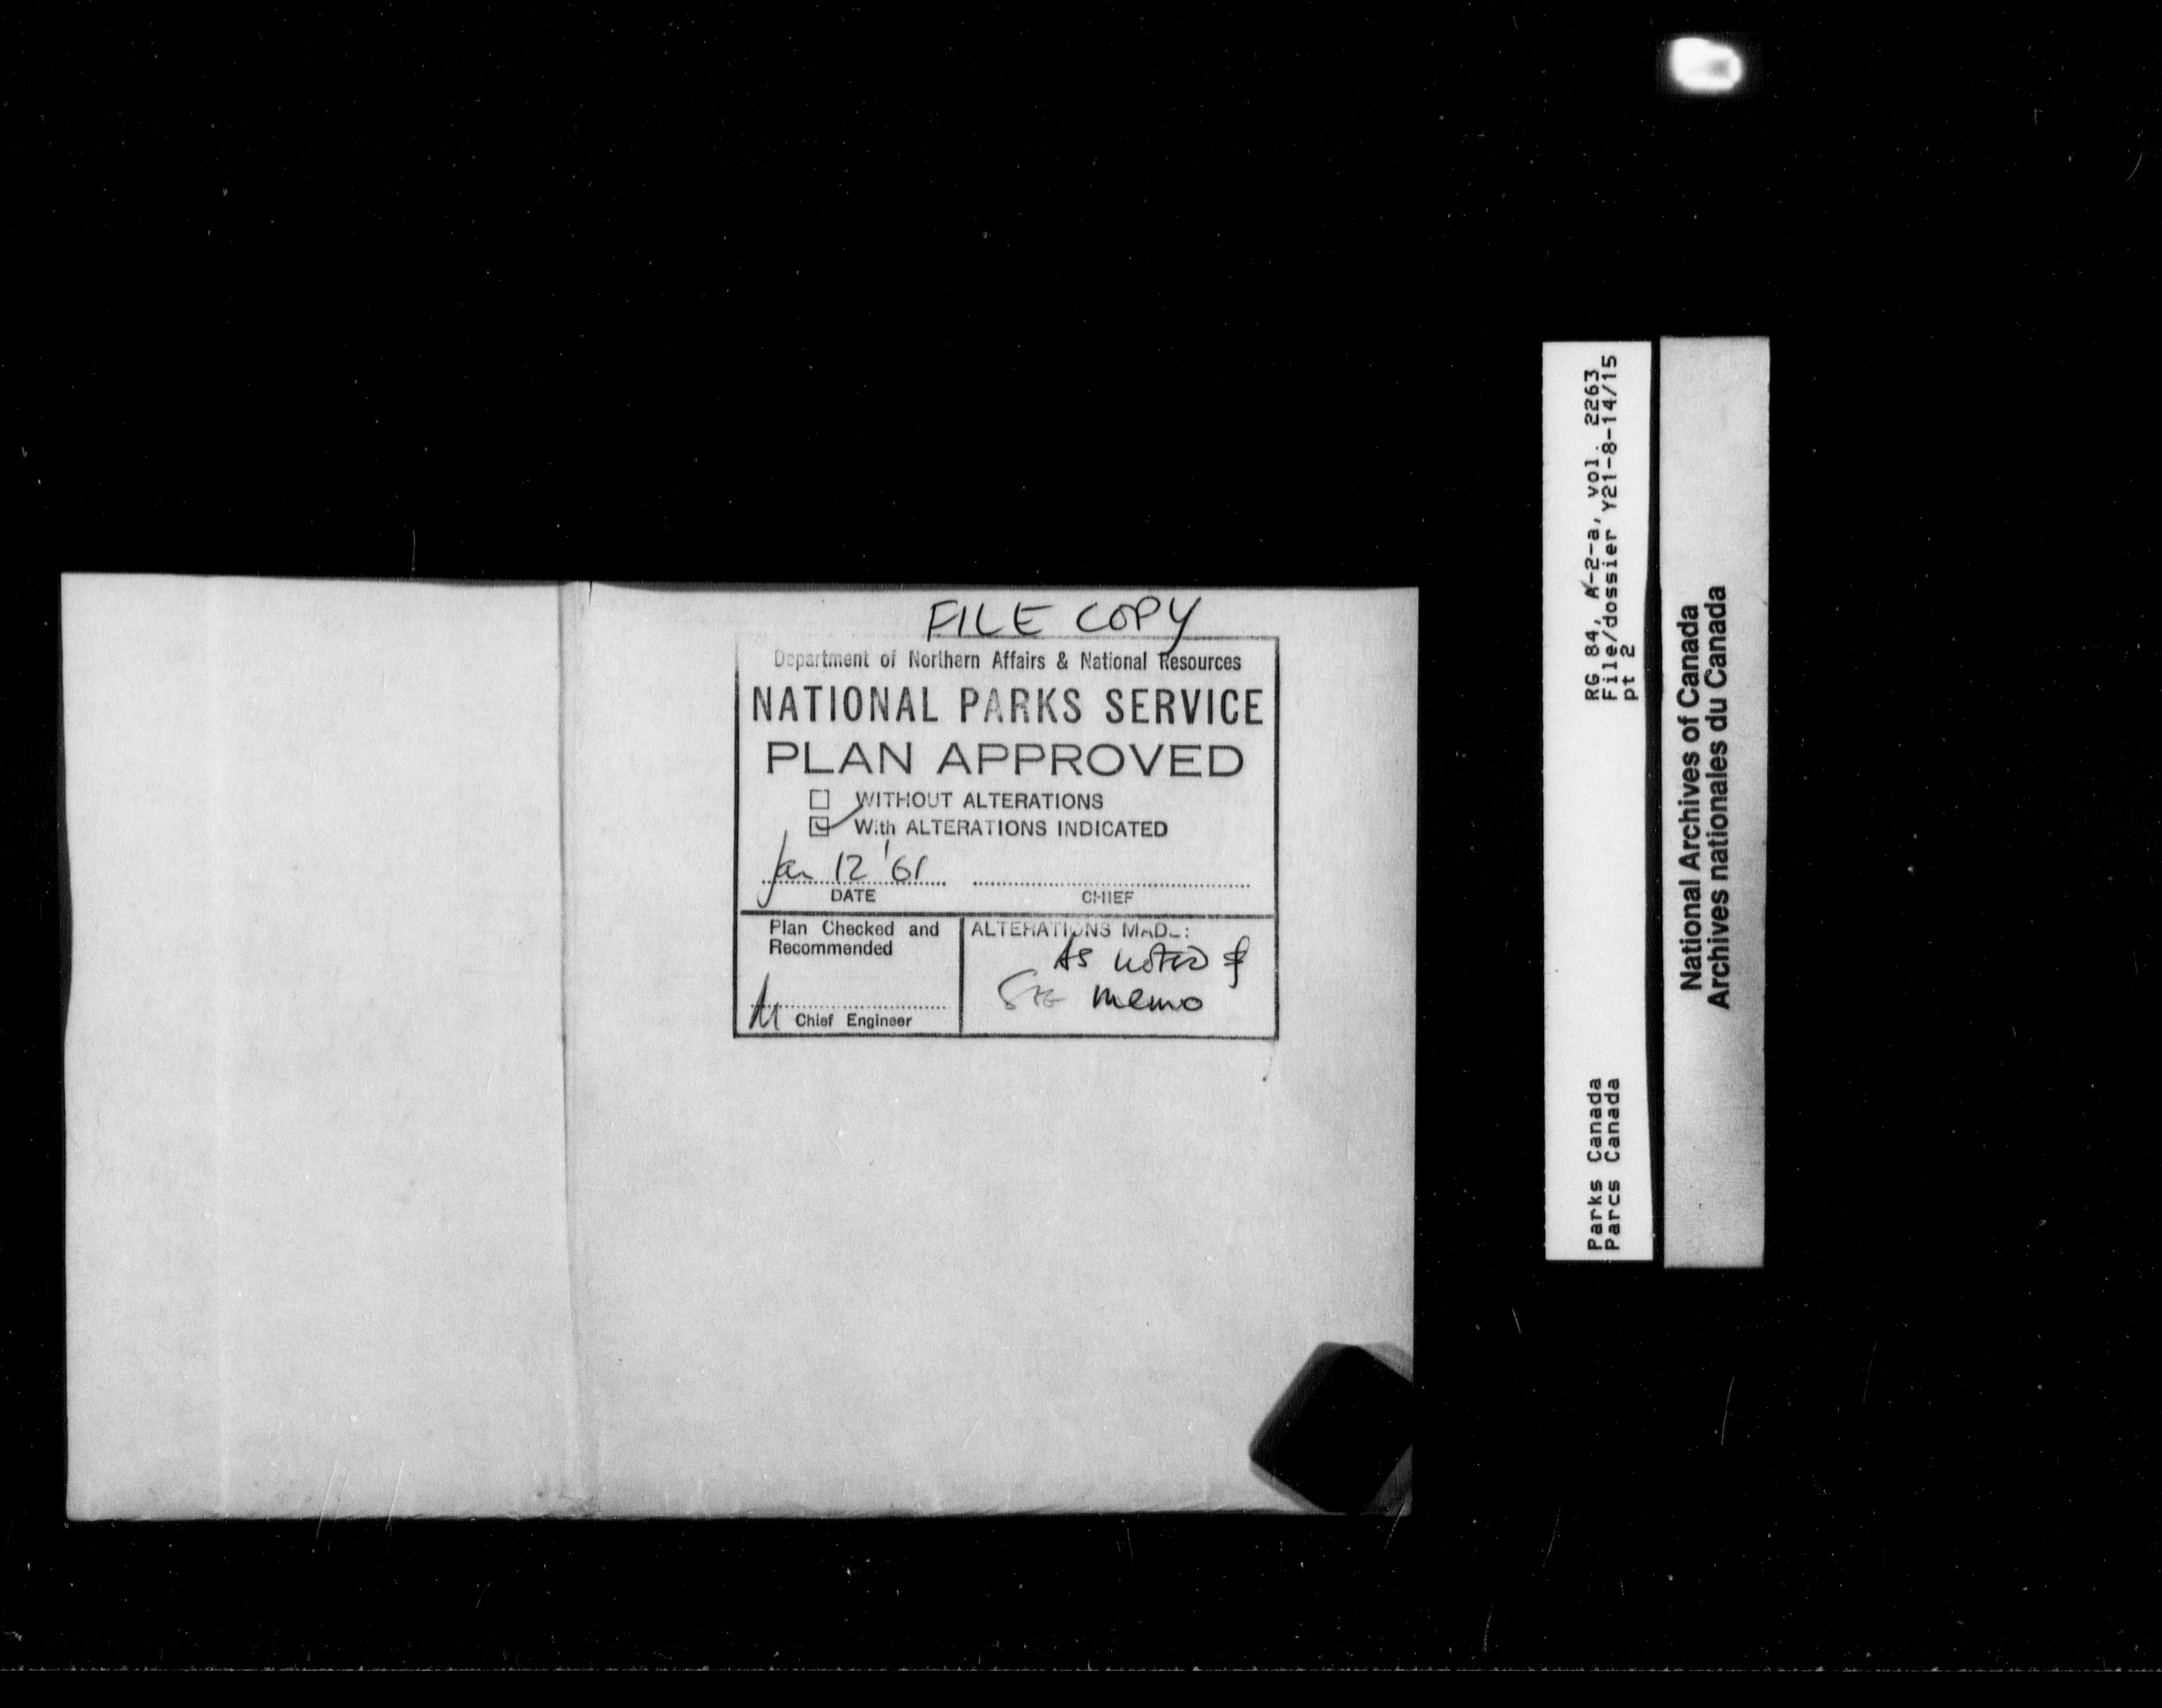 FILE COPY
Department of Northern Affairs & National Resources
NATIONAL PARKS SERVICE
PLAN APPROVED
WITHOUT ALTERATIONS
With ALTERATIONS INDICATED
Jan 12 '61
DATE
CHIEF
Plan Checked and
Recommended
Chief Engineer
ALTERATIONS MADE:
As noted &
See memo
RG 84, A-2-a, vol. 2263
File/dossier Y21-8-14/15
pt 2
Parks Canada
Parcs Canada
National Archives of Canada
Archives nationales du Canada